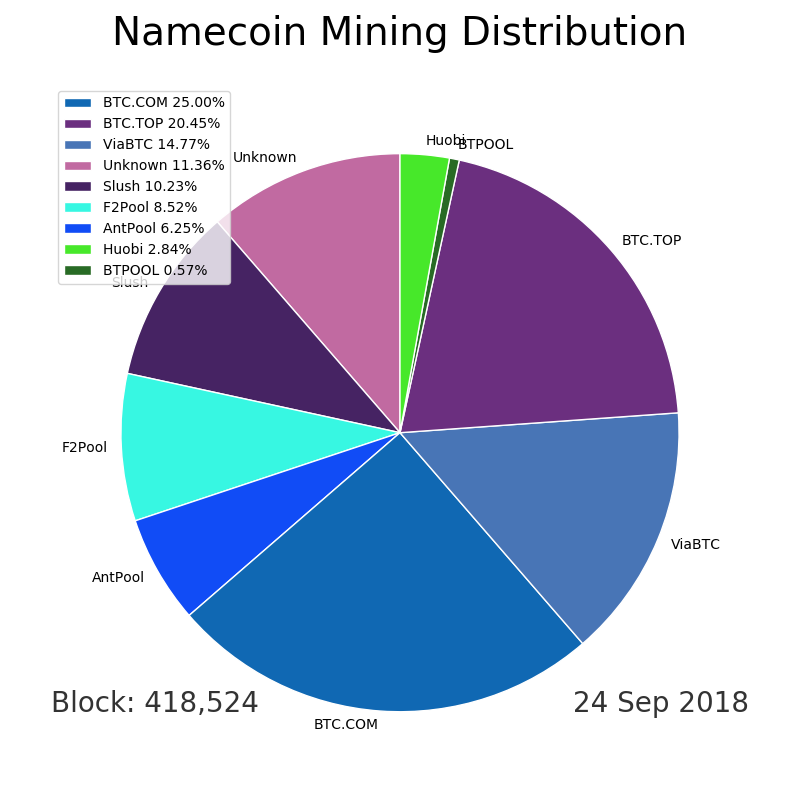 Namecoin Mining Distribution
BTC.COM 25.00%
BTC.TOP 20.45%
ViaBTC 14.77%
Unknown 11.36%
Slush 10.23%
F2Pool 8.52%
AntPool 6.25%
Huobi 2.84%
BTPOOL 0.57%
Unknown
Huobi
BTPOOL
BTC.TOP
Slush
F2Pool
ViaBTC
AntPool
BTC.COM
Block: 418,524
24 Sep 2018